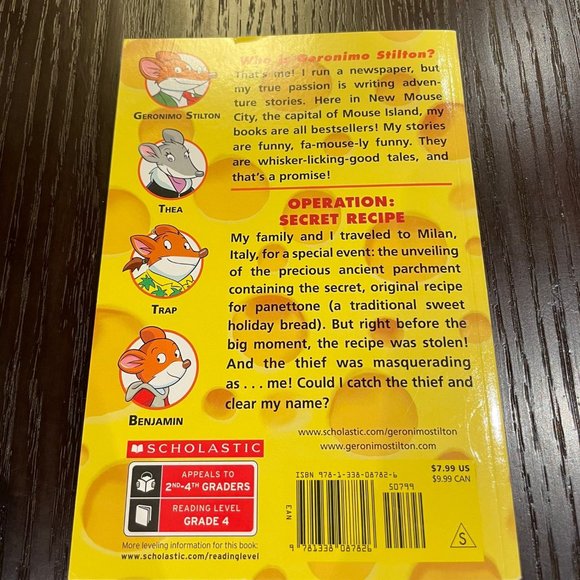 Who is Geronimo Stilton?
That's me! I run a newspaper, but
my true passion is writing adven-
ture stories. Here in New Mouse
City, the capital of Mouse Island, my
books are all bestsellers! My stories
are funny, fa-mouse-ly funny. They
are whisker-licking-good tales, and
that's a promise!
GERONIMO STILTON
THEA
TRAP
BENJAMIN
OPERATION:
SECRET RECIPE
My family and I traveled to Milan,
Italy, for a special event: the unveiling
of the precious ancient parchment
containing the secret, original recipe
for panettone (a traditional sweet
holiday bread). But right before the
big moment, the recipe was stolen!
And the thief was masquerading
as . . . me! Could I catch the thief and
clear my name?
www.scholastic.com/geronimostilton
www.geronimostilton.com
SCHOLASTIC
APPEALS TO
2ND–4TH GRADERS
READING LEVEL
GRADE 4
More leveling information for this book:
www.scholastic.com/readinglevel
ISBN 978-1-338-08782-6
50799
EAN
9 781338 087826
$7.99 US
$9.99 CAN
S